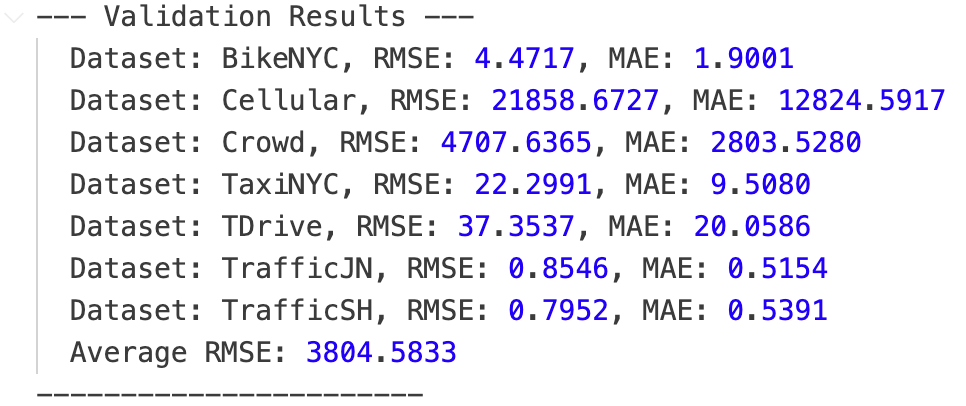 --- Validation Results ---
Dataset: BikeNYC, RMSE: 4.4717, MAE: 1.9001
Dataset: Cellular, RMSE: 21858.6727, MAE: 12824.5917
Dataset: Crowd, RMSE: 4707.6365, MAE: 2803.5280
Dataset: TaxiNYC, RMSE: 22.2991, MAE: 9.5080
Dataset: TDrive, RMSE: 37.3537, MAE: 20.0586
Dataset: TrafficJN, RMSE: 0.8546, MAE: 0.5154
Dataset: TrafficSH, RMSE: 0.7952, MAE: 0.5391
Average RMSE: 3804.5833
-----------------------